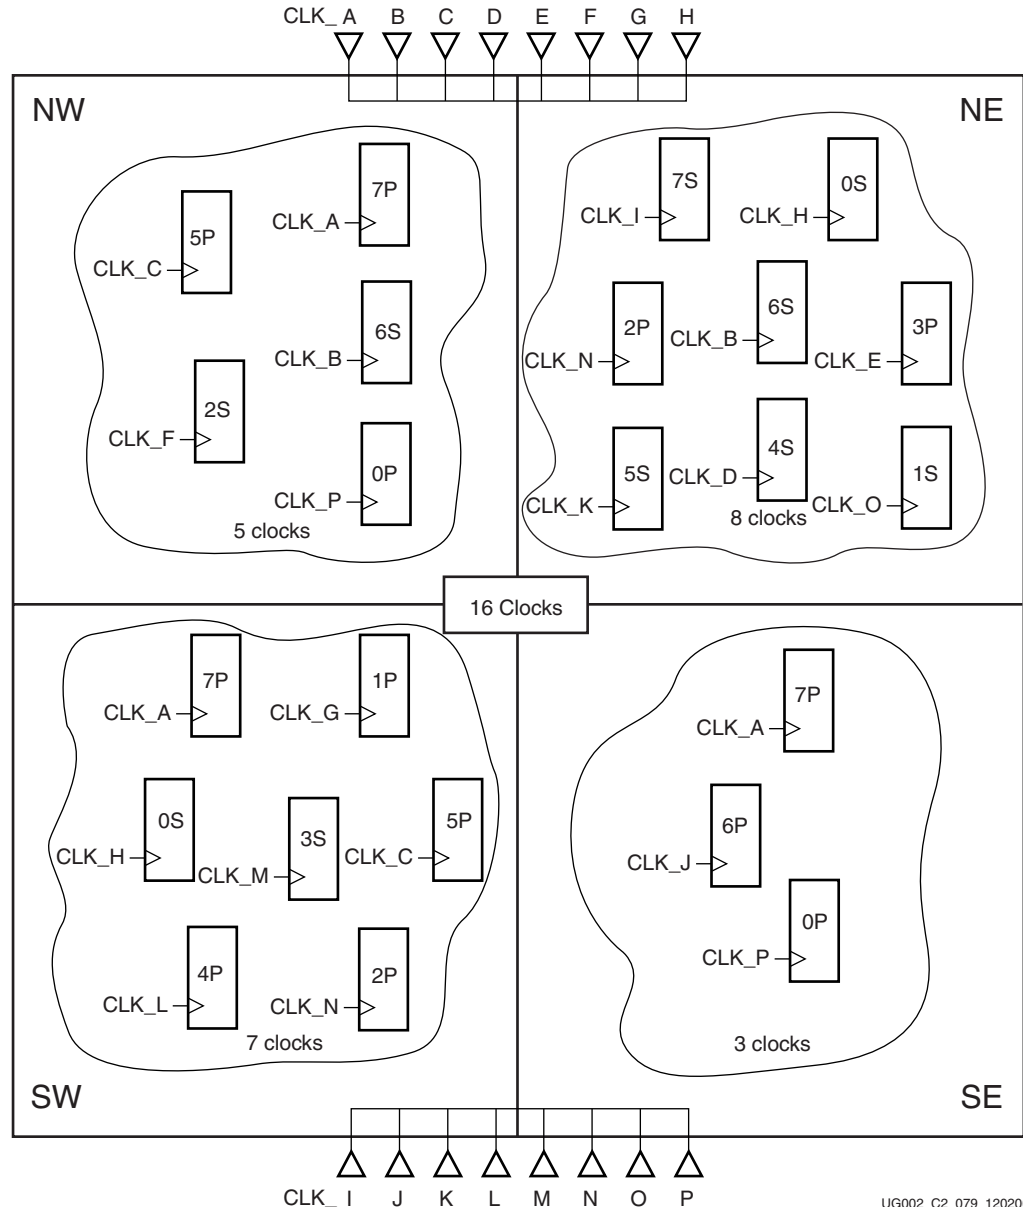 CLK_ A B C D E F G H
NW
7P
CLK_A
5P
CLK_C
6S
CLK_B
2S
CLK_F
0P
CLK_P
5 clocks
NE
7S
CLK_I
0S
CLK_H
2P
CLK_N
6S
CLK_B
3P
CLK_E
5S
CLK_K
4S
CLK_D
1S
CLK_O
8 clocks
16 Clocks
7P
CLK_A
1P
CLK_G
0S
CLK_H
3S
CLK_M
5P
CLK_C
4P
CLK_L
2P
CLK_N
7 clocks
SW
7P
CLK_A
6P
CLK_J
0P
CLK_P
3 clocks
SE
CLK_ I J K L M N O P
UG002_C2_079_12020